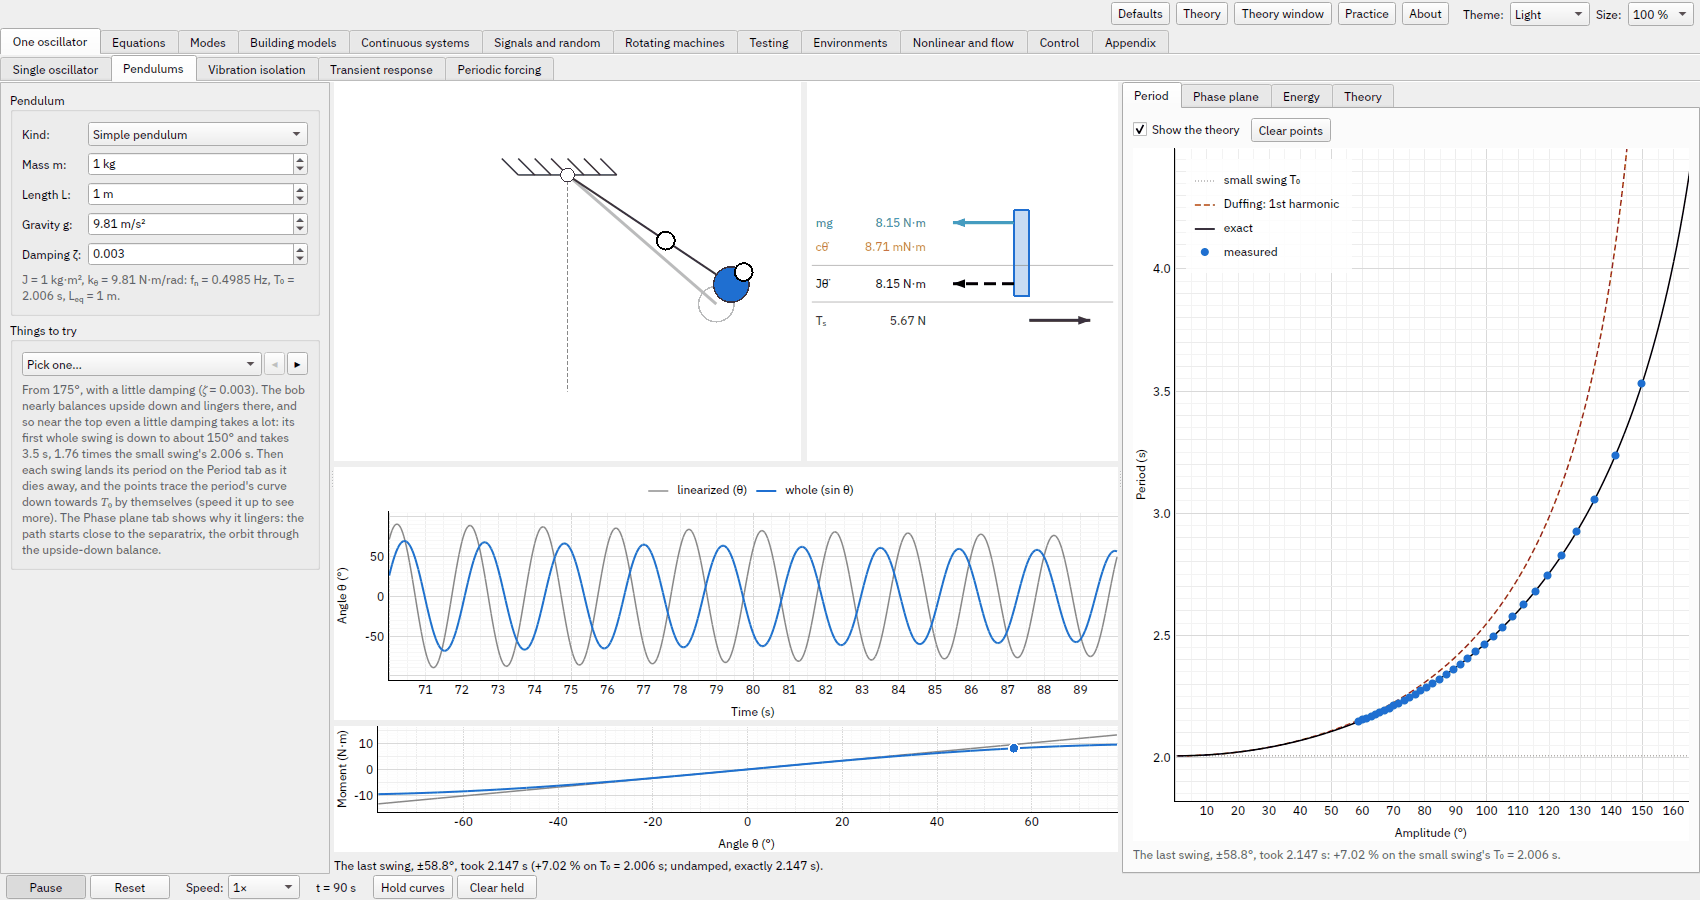 Defaults Theory Theory window Practice About Theme: Light Size: 100 %
One oscillator Equations Modes Building models Continuous systems Signals and random Rotating machines Testing Environments Nonlinear and flow Control Appendix
Single oscillator Pendulums Vibration isolation Transient response Periodic forcing
Pendulum
Kind: Simple pendulum
Mass m: 1 kg
Length L: 1 m
Gravity g: 9.81 m/s²
Damping ζ: 0.003
J = 1 kg·m², kθ = 9.81 N·m/rad: fn = 0.4985 Hz, T₀ =
2.006 s, Leq = 1 m.
Things to try
Pick one...
From 175°, with a little damping (ζ = 0.003). The bob
nearly balances upside down and lingers there, and
so near the top even a little damping takes a lot: its
first whole swing is down to about 150° and takes
3.5 s, 1.76 times the small swing's 2.006 s. Then
each swing lands its period on the Period tab as it
dies away, and the points trace the period's curve
down towards T₀ by themselves (speed it up to see
more). The Phase plane tab shows why it lingers: the
path starts close to the separatrix, the orbit through
the upside-down balance.
mg 8.15 N·m
cθ̇ 8.71 mN·m
Jθ̈ 8.15 N·m
Ts 5.67 N
linearized (θ) whole (sin θ)
Angle θ (°)
50
0
-50
71 72 73 74 75 76 77 78 79 80 81 82 83 84 85 86 87 88 89
Time (s)
Moment (N·m)
10
0
-10
-60 -40 -20 0 20 40 60
Angle θ (°)
The last swing, ±58.8°, took 2.147 s (+7.02 % on T₀ = 2.006 s; undamped, exactly 2.147 s).
Period Phase plane Energy Theory
Show the theory Clear points
small swing T₀
Duffing: 1st harmonic
exact
measured
Period (s)
4.0
3.5
3.0
2.5
2.0
10 20 30 40 50 60 70 80 90 100 110 120 130 140 150 160
Amplitude (°)
The last swing, ±58.8°, took 2.147 s: +7.02 % on the small swing's T₀ = 2.006 s.
Pause Reset Speed: 1× t = 90 s Hold curves Clear held